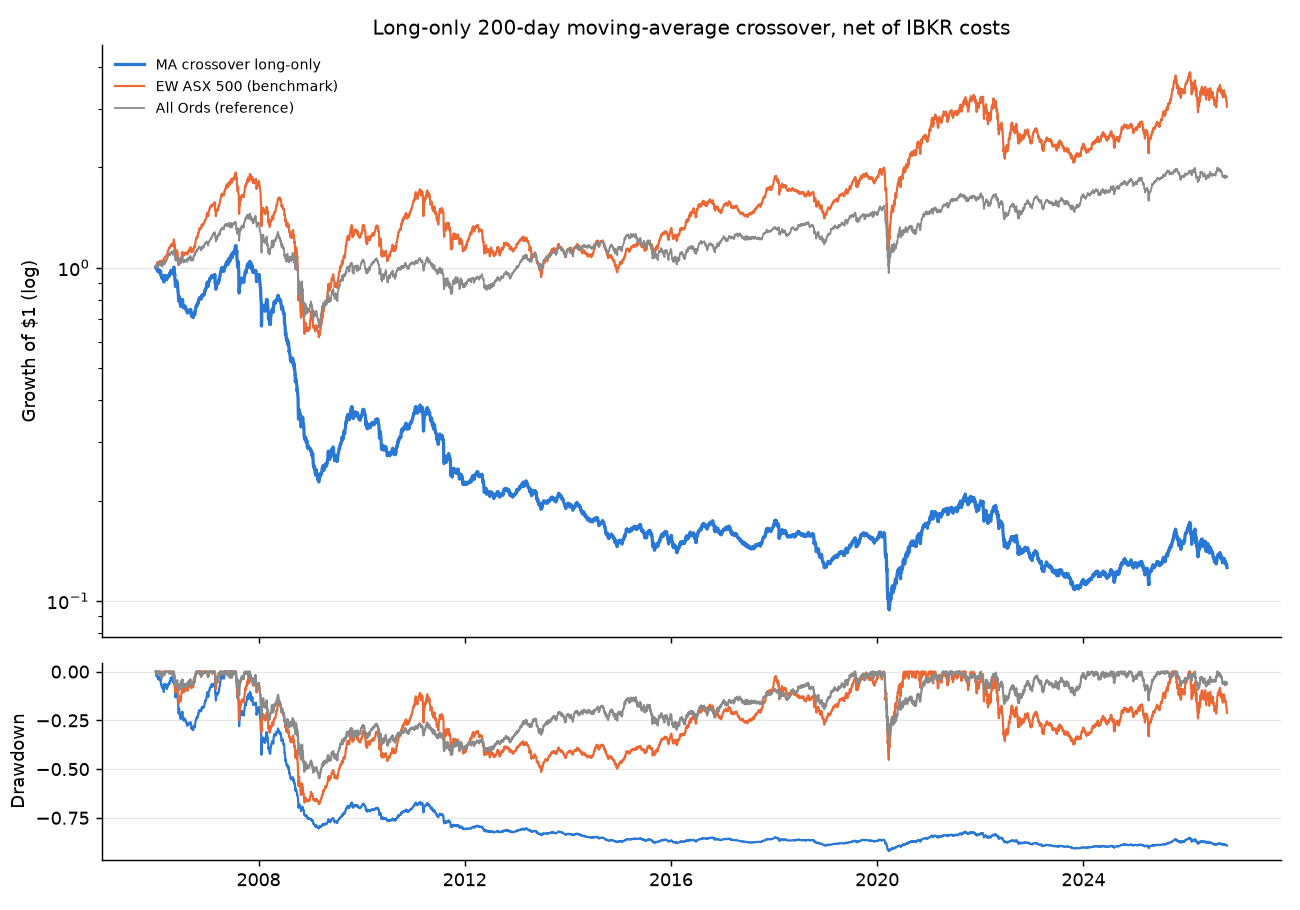 Long-only 200-day moving-average crossover, net of IBKR costs
MA crossover long-only
EW ASX 500 (benchmark)
All Ords (reference)
Growth of $1 (log)
10⁰
10⁻¹
Drawdown
0.00
−0.25
−0.50
−0.75
2008
2012
2016
2020
2024